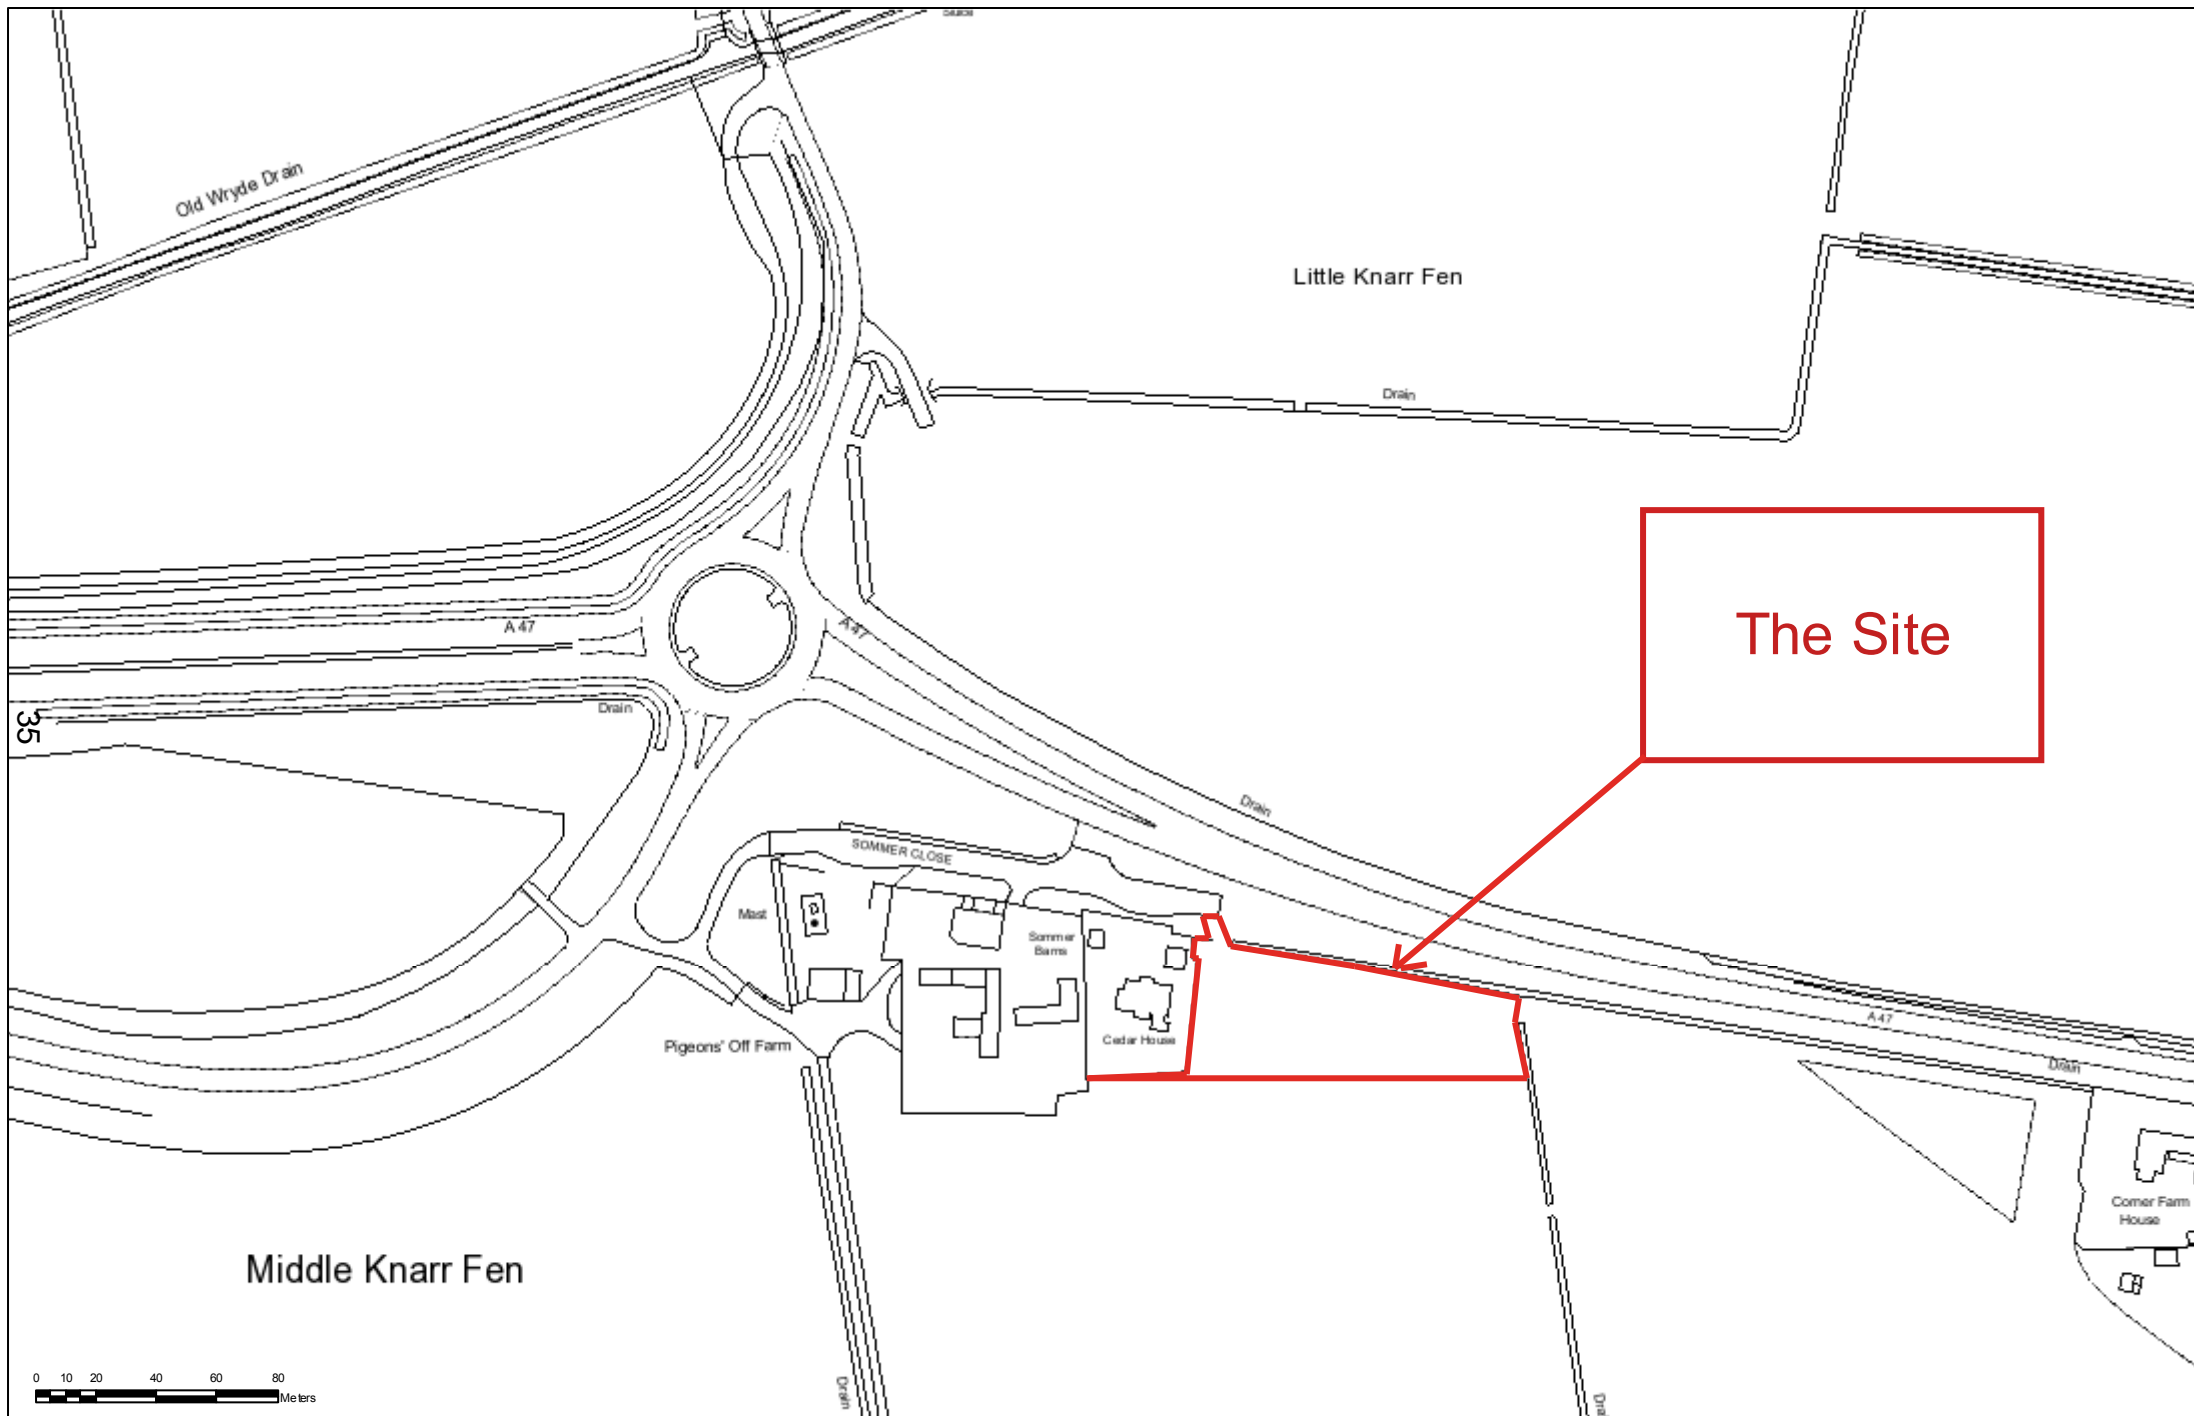 Old Wryde Drain
Little Knarr Fen
Drain
The Site
A 47
A 47
35
Drain
Drain
SOMMER CLOSE
Mast
Sommer
Barns
Cedar House
A 47
Pigeons' Off Farm
Drain
Corner Farm
House
Middle Knarr Fen
0 10 20 40 60 80
Meters
Drain